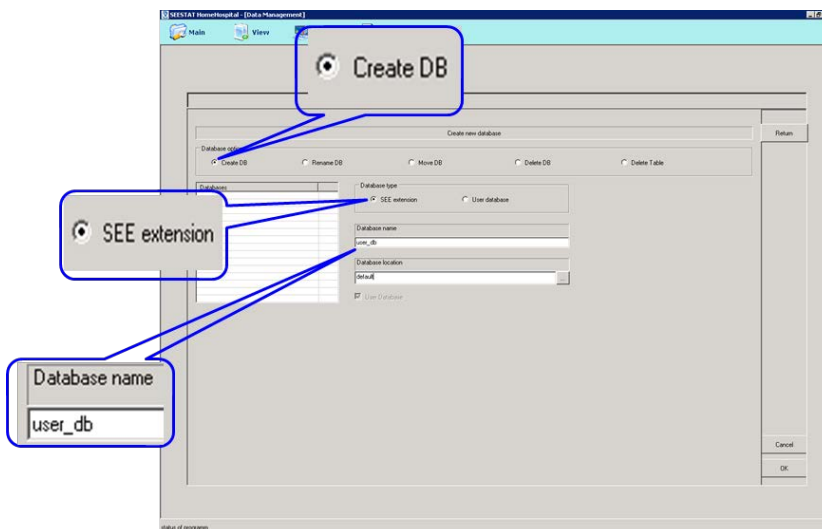 SEESTAT HomeHospital - [Data Management]
Main
View
Create DB
Create new database
Return
Database option
Create DB
Rename DB
Move DB
Delete DB
Delete Table
Databases
Database type
SEE extension
User database
SEE extension
Database name
user_db
Database location
default
...
User Database
Database name
user_db
Cancel
OK
status of programm